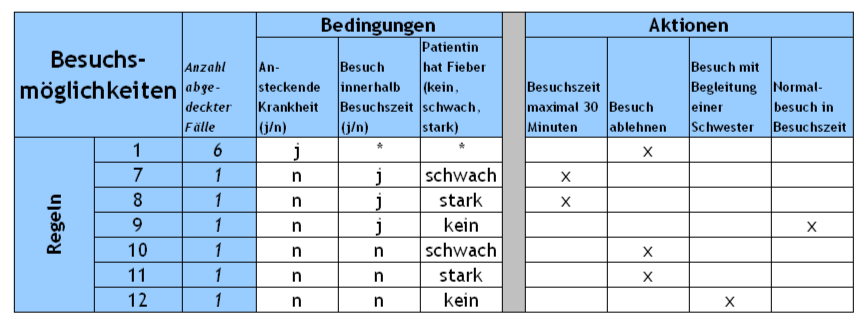 Bedingungen Aktionen
Besuchs-
möglichkeiten
Anzahl
abge-
deckter
Fälle
An-
steckende
Krankheit
(j/n)
Besuch
innerhalb
Besuchszeit
(j/n)
Patientin
hat Fieber
(kein,
schwach,
stark)
Besuchszeit
maximal 30
Minuten
Besuch
ablehnen
Besuch mit
Begleitung
einer
Schwester
Normal-
besuch in
Besuchszeit
Regeln
1 6 j * * x
7 1 n j schwach x
8 1 n j stark x
9 1 n j kein x
10 1 n n schwach x
11 1 n n stark x
12 1 n n kein x